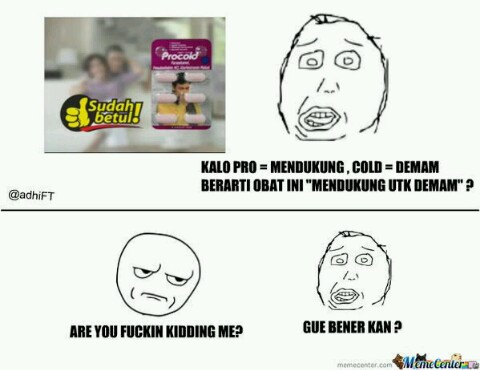 Procold
Sudah
betul!
KALO PRO = MENDUKUNG , COLD = DEMAM
BERARTI OBAT INI "MENDUKUNG UTK DEMAM" ?
@adhiFT
ARE YOU FUCKIN KIDDING ME?
GUE BENER KAN ?
memecenter.com
MemeCenter